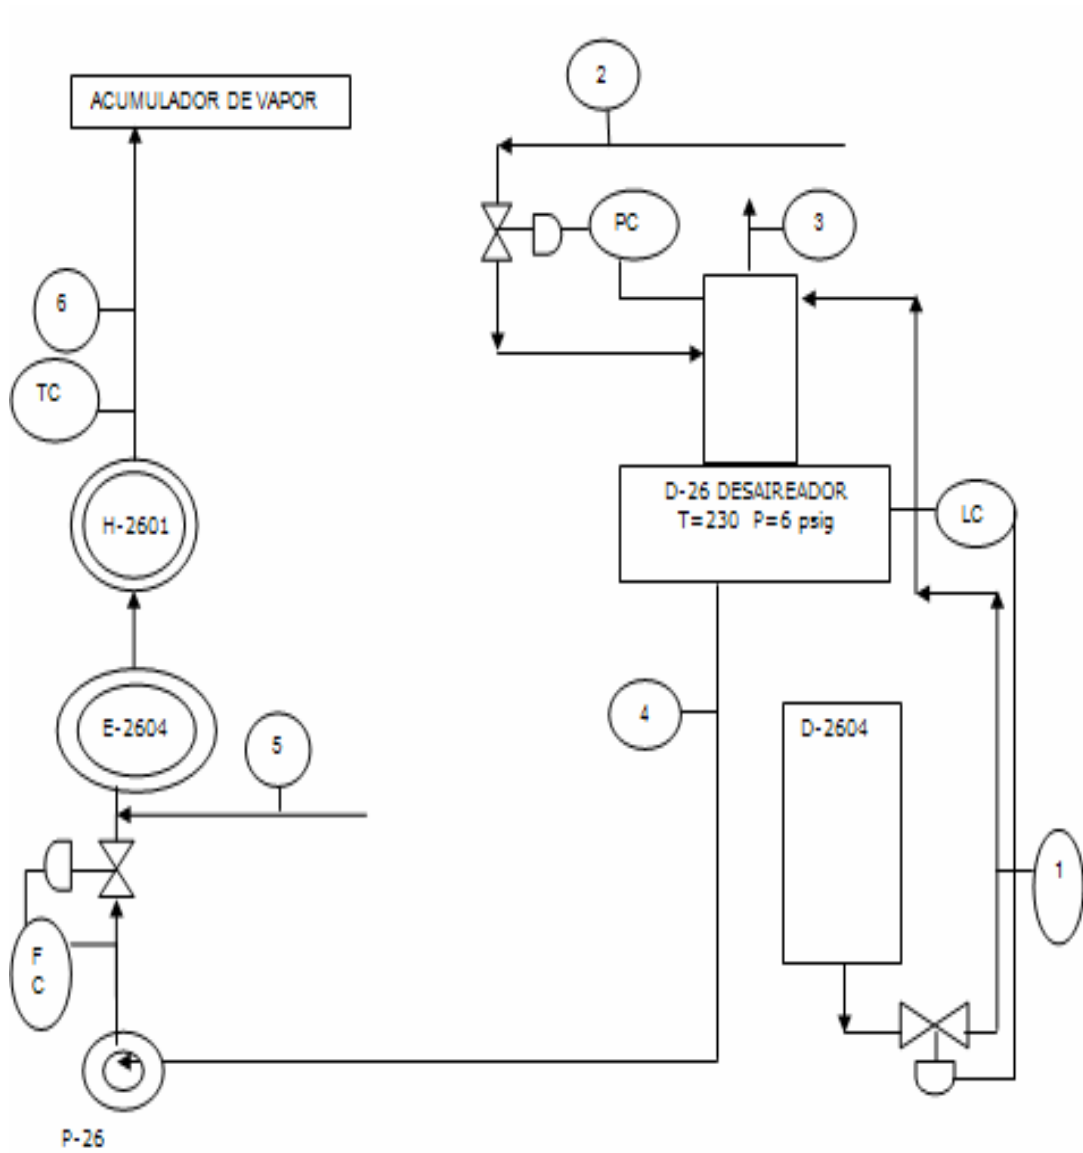 2
ACUMULADOR DE VAPOR
PC
3
6
TC
D-26 DESAIREADOR
T=230 P=6 psig
LC
H-2601
4
E-2604
D-2604
5
1
F
C
P-26